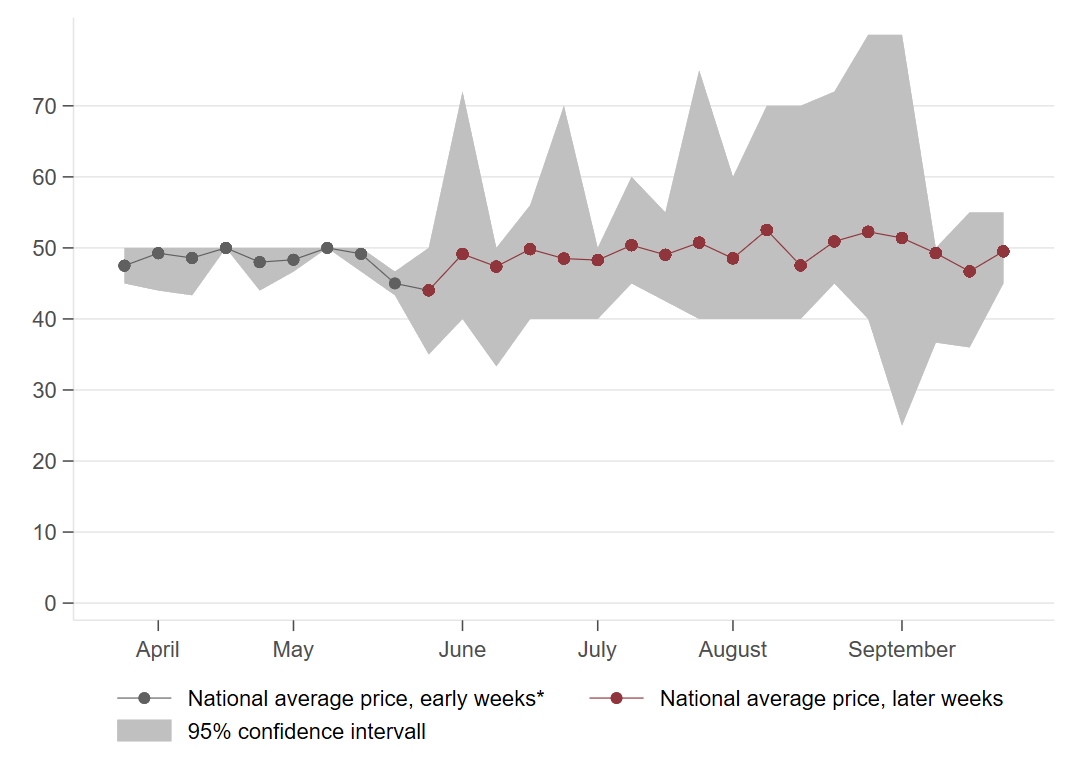 70
60
50
40
30
20
10
0
April May June July August September
National average price, early weeks* National average price, later weeks
95% confidence intervall